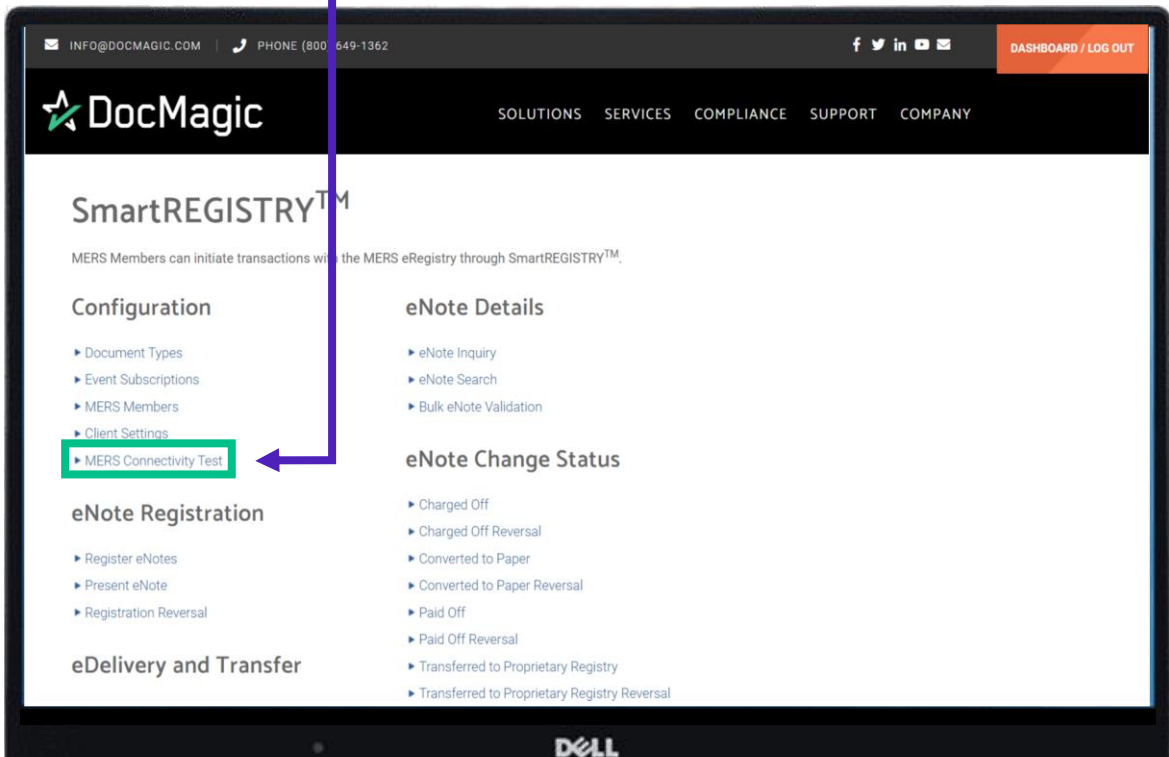 INFO@DOCMAGIC.COM | PHONE (800) 649-1362
DASHBOARD / LOG OUT
DocMagic
SOLUTIONS SERVICES COMPLIANCE SUPPORT COMPANY
SmartREGISTRY™
MERS Members can initiate transactions with the MERS eRegistry through SmartREGISTRY™.
Configuration
Document Types
Event Subscriptions
MERS Members
Client Settings
MERS Connectivity Test
eNote Registration
Register eNotes
Present eNote
Registration Reversal
eDelivery and Transfer
eNote Details
eNote Inquiry
eNote Search
Bulk eNote Validation
eNote Change Status
Charged Off
Charged Off Reversal
Converted to Paper
Converted to Paper Reversal
Paid Off
Paid Off Reversal
Transferred to Proprietary Registry
Transferred to Proprietary Registry Reversal
DELL